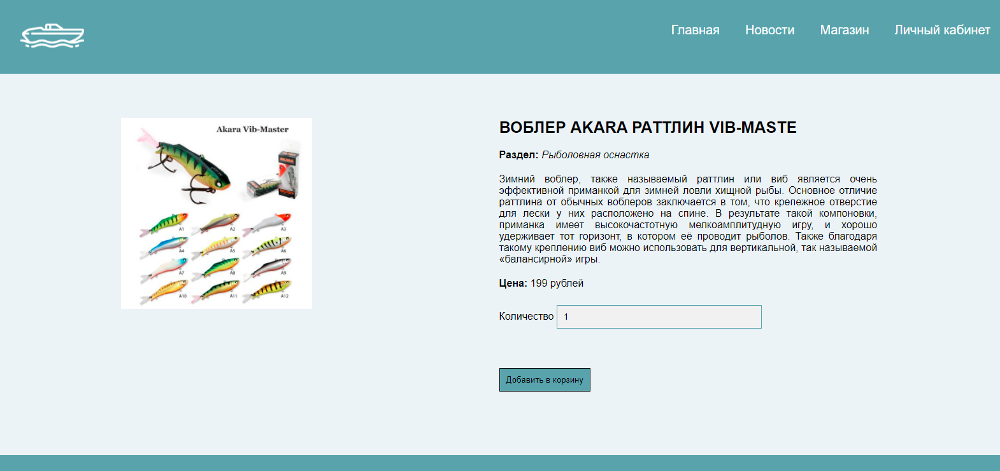 Главная Новости Магазин Личный кабинет
Akara Vib-Master
AKARA
A1 A2 A3
A4 A5 A6
A7 A8 A9
A10 A11 A12
ВОБЛЕР AKARA РАТТЛИН VIB-MASTE
Раздел: Рыболовная оснастка
Зимний воблер, также называемый раттлин или виб является очень
эффективной приманкой для зимней ловли хищной рыбы. Основное отличие
раттлина от обычных воблеров заключается в том, что крепежное отверстие
для лески у них расположено на спине. В результате такой компоновки,
приманка имеет высокочастотную мелкоамплитудную игру, и хорошо
удерживает тот горизонт, в котором её проводит рыболов. Также благодаря
такому креплению виб можно использовать для вертикальной, так называемой
«балансирной» игры.
Цена: 199 рублей
Количество 1
Добавить в корзину